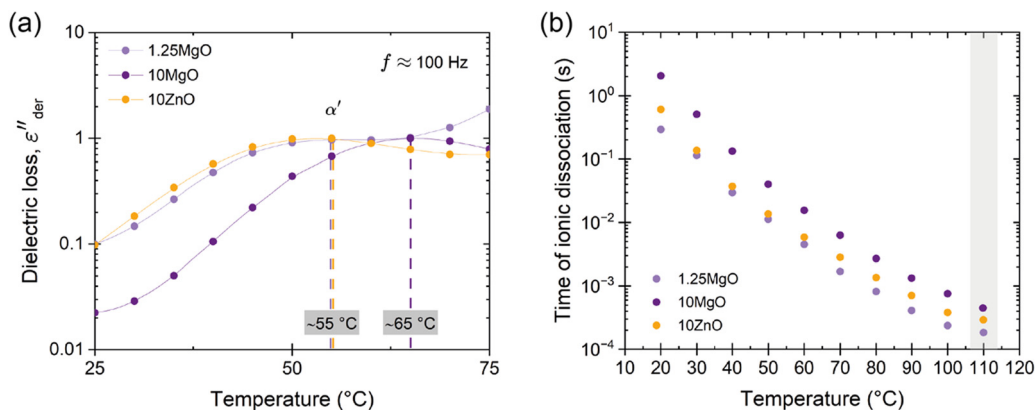 (a)
10
1
0.1
0.01
Dielectric loss, ε″der
1.25MgO
10MgO
10ZnO
f ≈ 100 Hz
α′
~55 °C
~65 °C
25
50
75
Temperature (°C)
(b)
10¹
10⁰
10⁻¹
10⁻²
10⁻³
10⁻⁴
Time of ionic dissociation (s)
1.25MgO
10MgO
10ZnO
10 20 30 40 50 60 70 80 90 100 110 120
Temperature (°C)